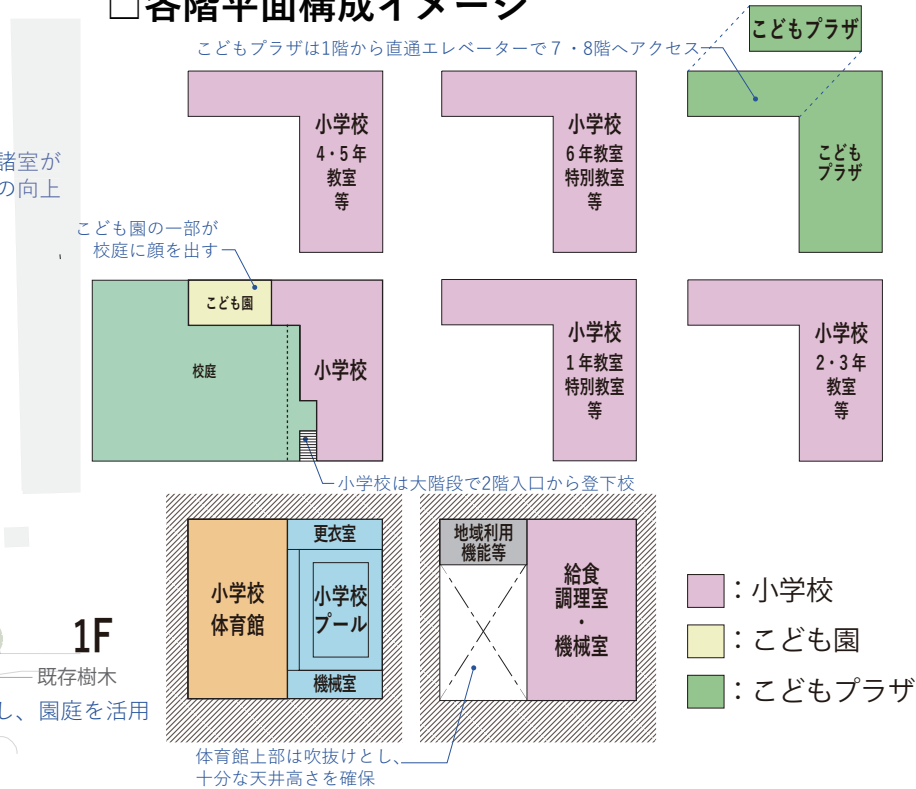 □各階平面構成イメージ
こどもプラザ
こどもプラザは1階から直通エレベーターで7・8階へアクセス
小学校
4・5年
教室
等
小学校
6年教室
特別教室
等
こども
プラザ
諸室が
の向上
こども園の一部が
校庭に顔を出す
こども園
校庭
小学校
小学校
1年教室
特別教室
等
小学校
2・3年
教室
等
小学校は大階段で2階入口から登下校
更衣室
小学校
体育館
小学校
プール
機械室
地域利用
機能等
給食
調理室
・
機械室
:小学校
:こども園
:こどもプラザ
1F
既存樹木
し、園庭を活用
体育館上部は吹抜けとし、
十分な天井高さを確保